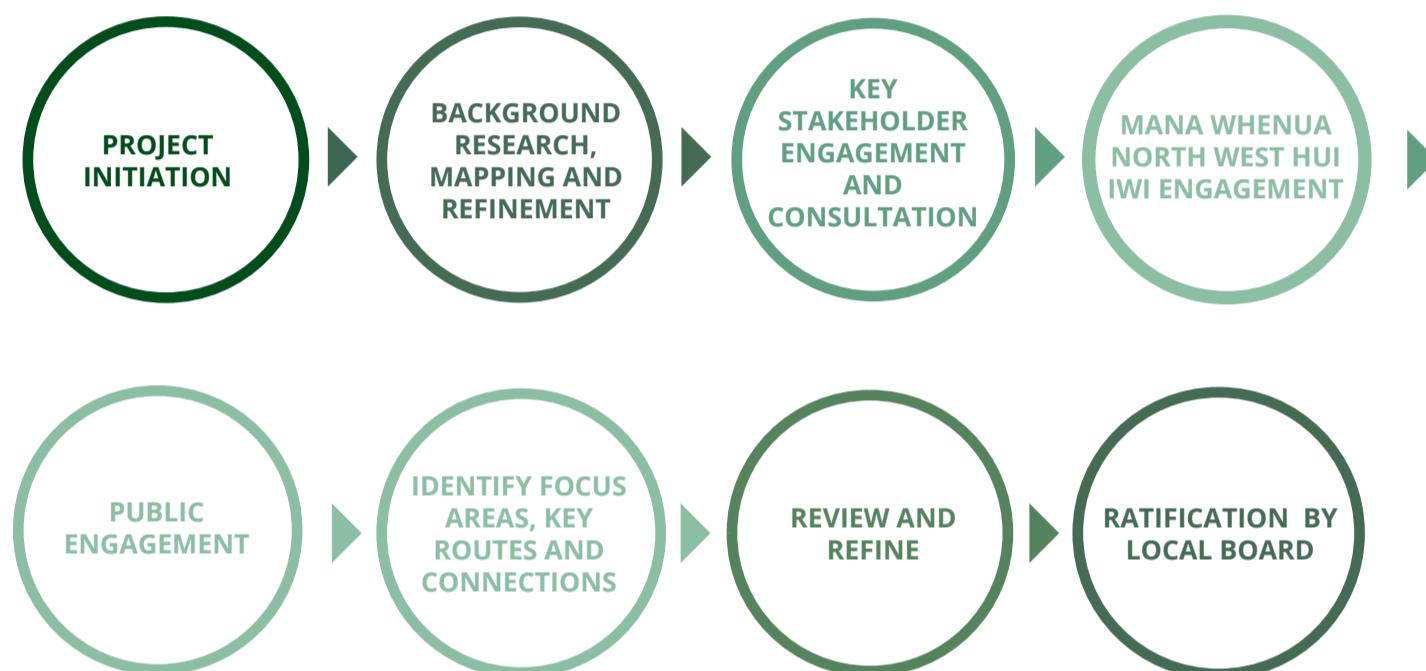 PROJECT
INITIATION
BACKGROUND
RESEARCH,
MAPPING AND
REFINEMENT
KEY
STAKEHOLDER
ENGAGEMENT
AND
CONSULTATION
MANA WHENUA
NORTH WEST HUI
IWI ENGAGEMENT
PUBLIC
ENGAGEMENT
IDENTIFY FOCUS
AREAS, KEY
ROUTES AND
CONNECTIONS
REVIEW AND
REFINE
RATIFICATION BY
LOCAL BOARD